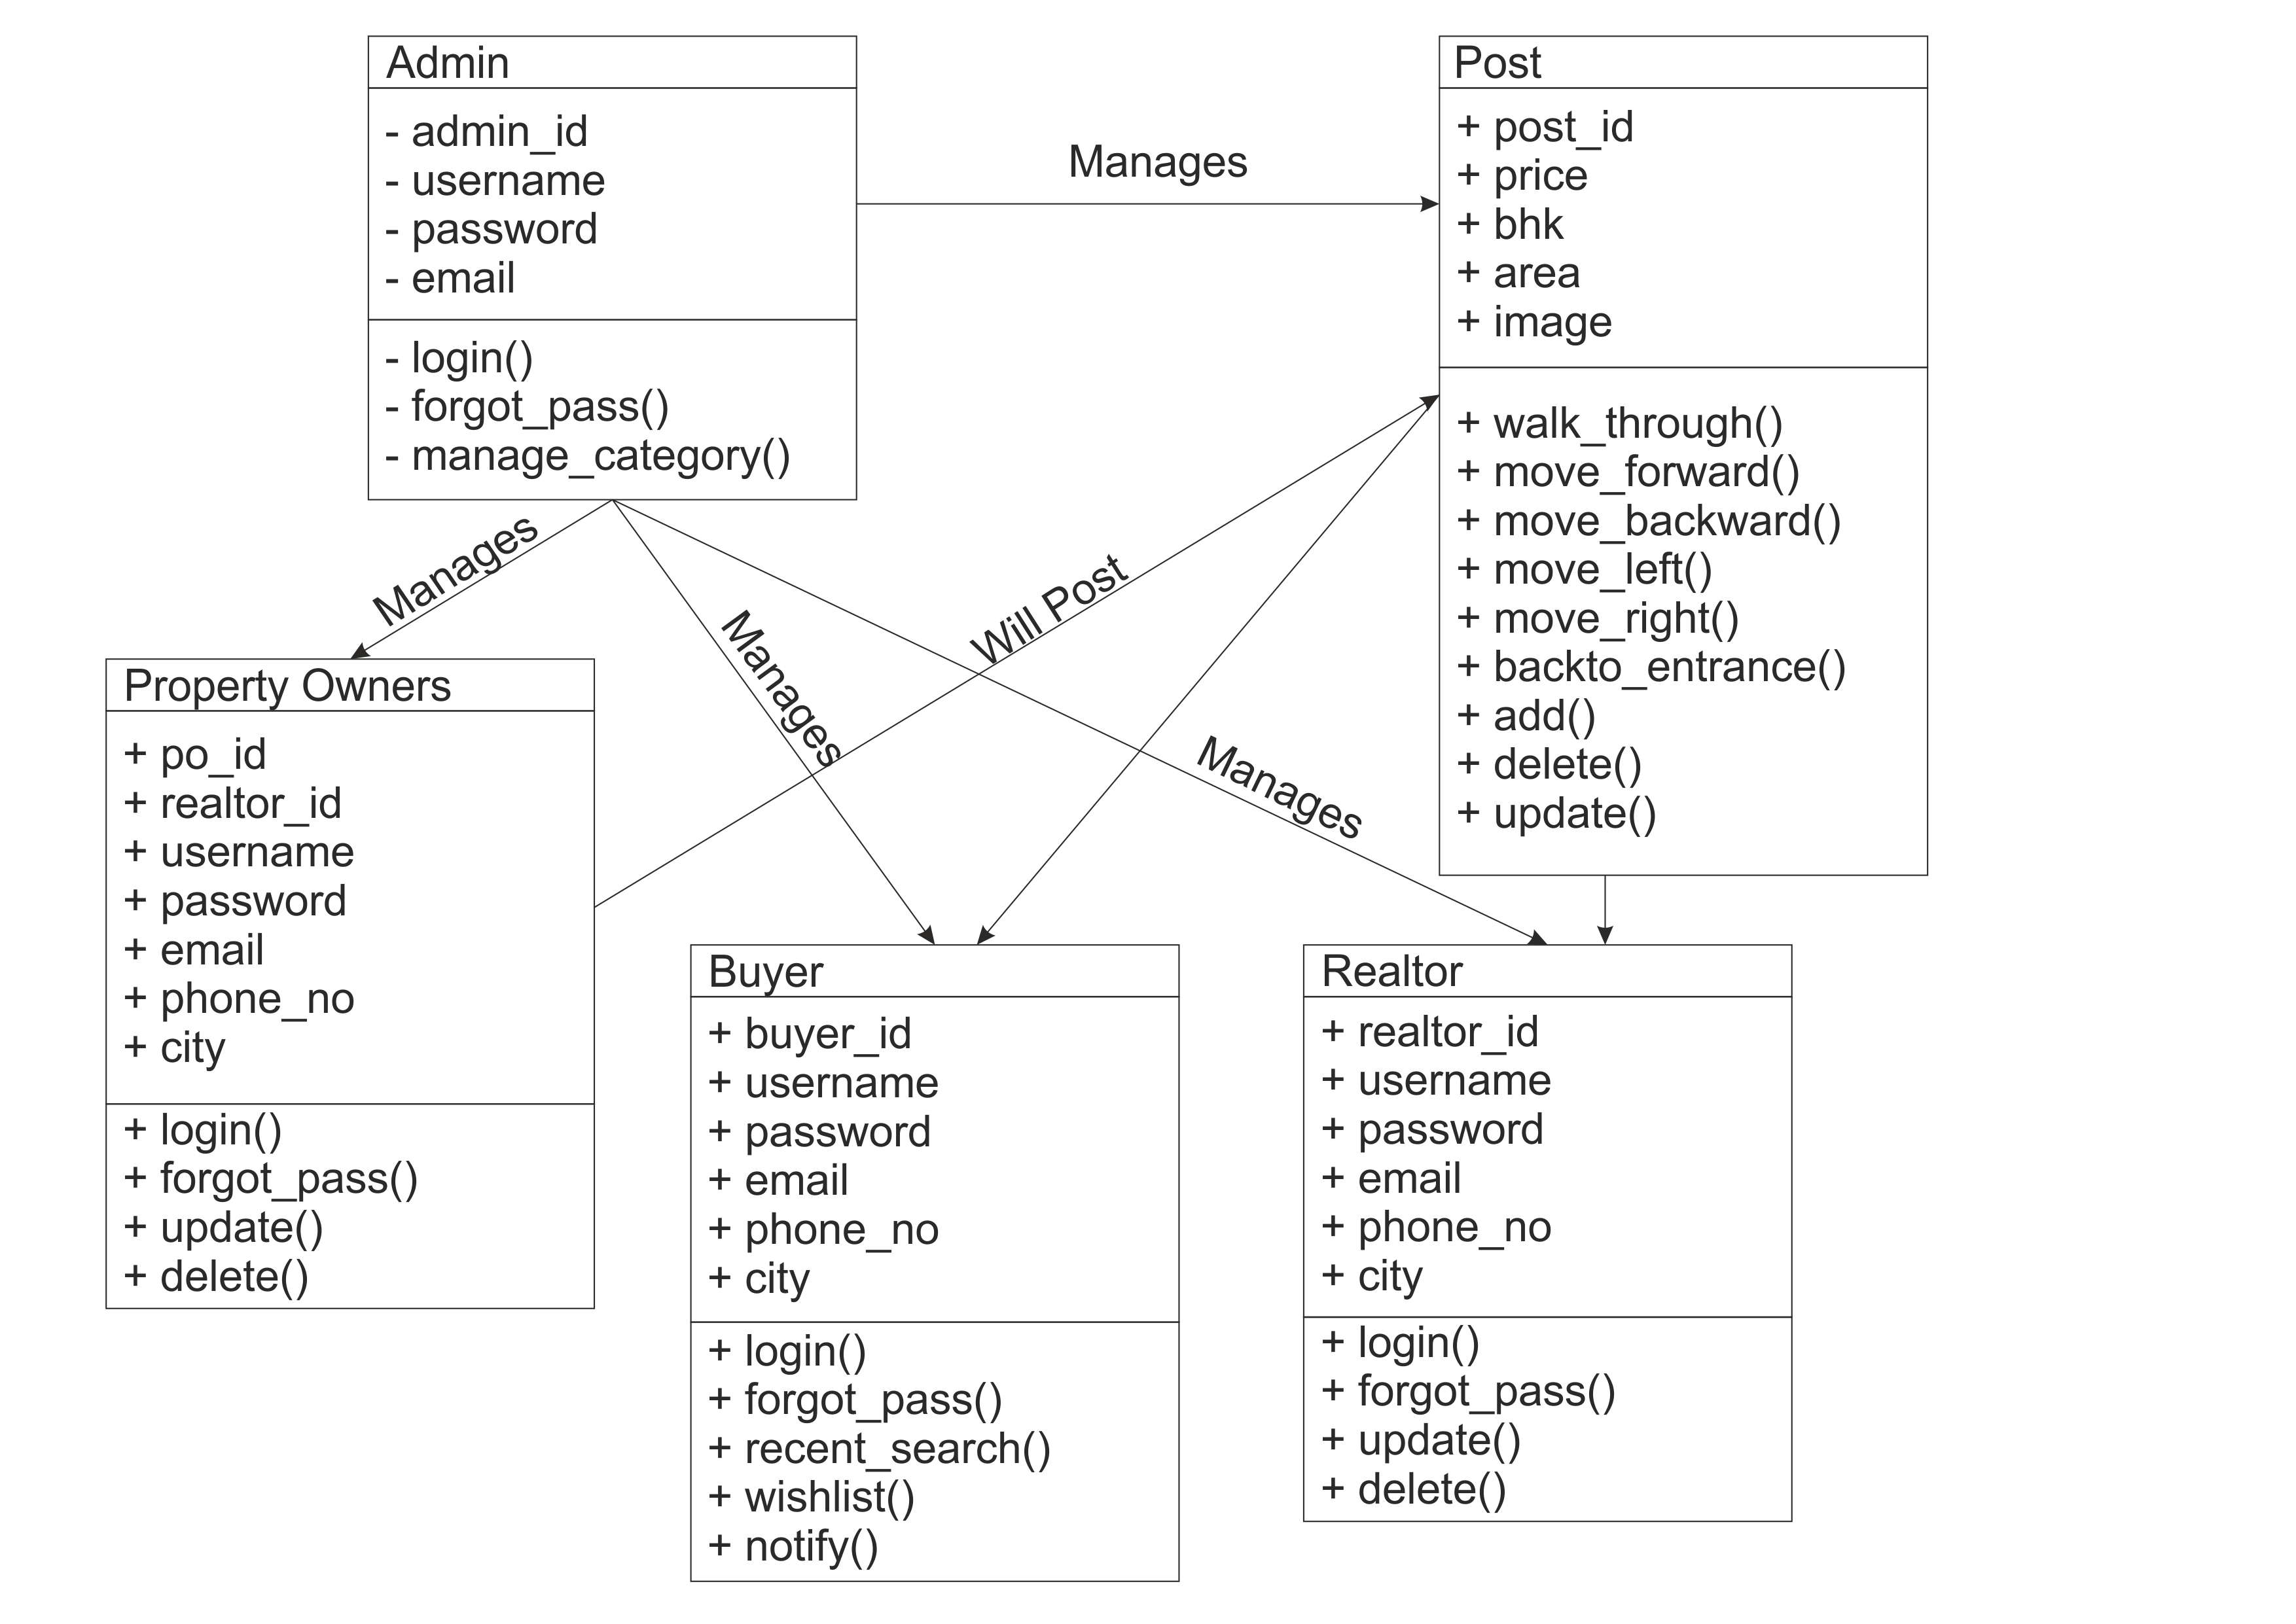 Admin
- admin_id
- username
- password
- email
- login()
- forgot_pass()
- manage_category()
Manages
Post
+ post_id
+ price
+ bhk
+ area
+ image
+ walk_through()
+ move_forward()
+ move_backward()
+ move_left()
+ move_right()
+ backto_entrance()
+ add()
+ delete()
+ update()
Manages
Manages
Will Post
Manages
Property Owners
+ po_id
+ realtor_id
+ username
+ password
+ email
+ phone_no
+ city
+ login()
+ forgot_pass()
+ update()
+ delete()
Buyer
+ buyer_id
+ username
+ password
+ email
+ phone_no
+ city
+ login()
+ forgot_pass()
+ recent_search()
+ wishlist()
+ notify()
Realtor
+ realtor_id
+ username
+ password
+ email
+ phone_no
+ city
+ login()
+ forgot_pass()
+ update()
+ delete()